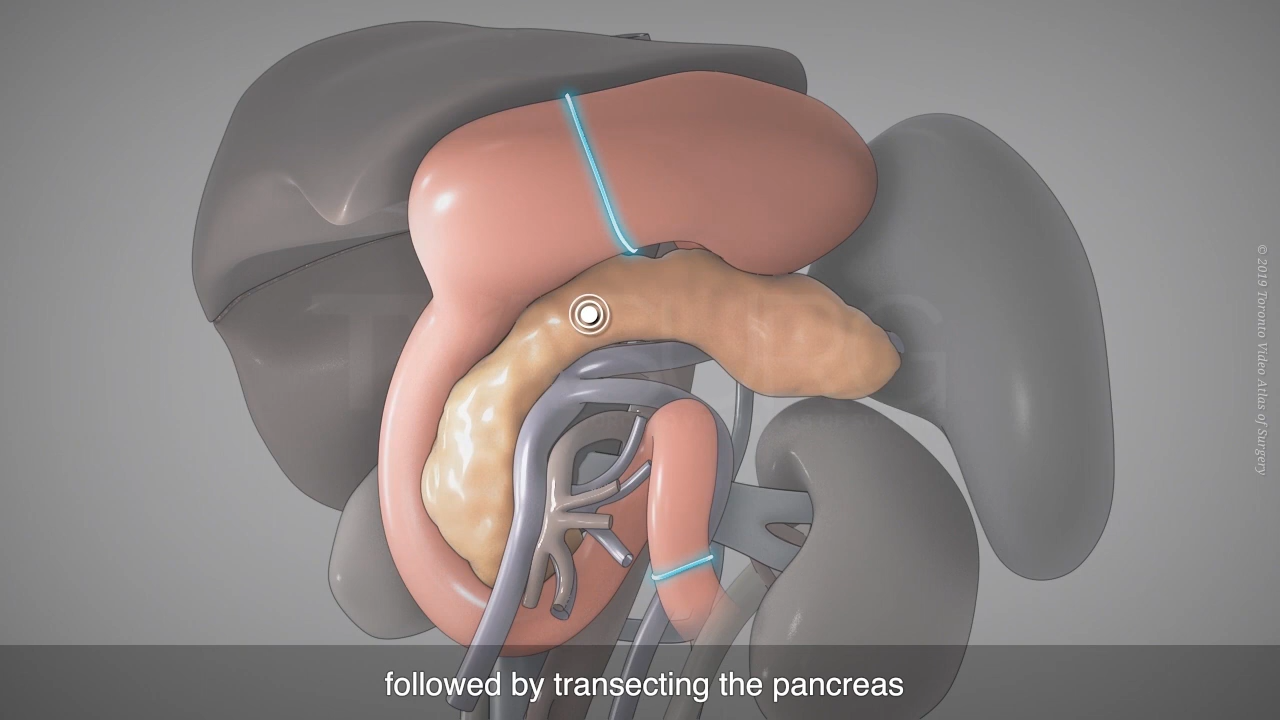 © 2019 Toronto Video Atlas of Surgery
followed by transecting the pancreas